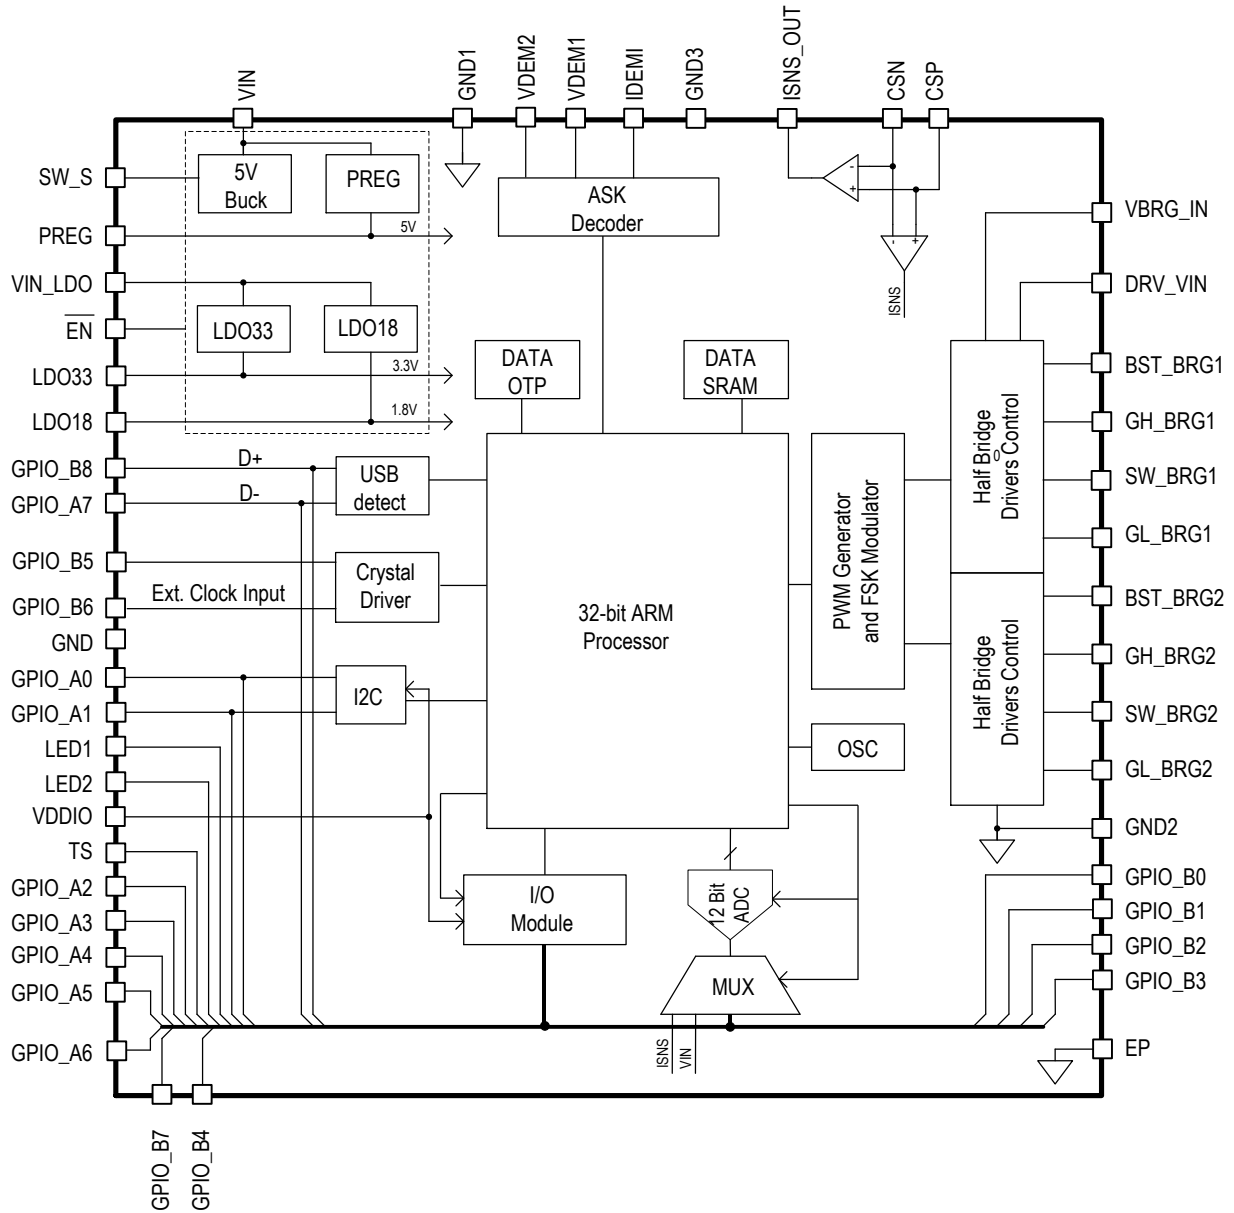 VIN
GND1
VDEM2
VDEM1
IDEMI
GND3
ISNS_OUT
CSN
CSP
SW_S
PREG
VIN_LDO
EN
LDO33
LDO18
GPIO_B8
GPIO_A7
GPIO_B5
GPIO_B6
GND
GPIO_A0
GPIO_A1
LED1
LED2
VDDIO
TS
GPIO_A2
GPIO_A3
GPIO_A4
GPIO_A5
GPIO_A6
5V
Buck
PREG
5V
LDO33
LDO18
3.3V
1.8V
D+
D-
USB
detect
Ext. Clock Input
Crystal
Driver
I2C
ASK
Decoder
DATA
OTP
DATA
SRAM
32-bit ARM
Processor
I/O
Module
12 Bit
ADC
MUX
ISNS
VIN
-
+
-
+
ISNS
PWM Generator
and FSK Modulator
OSC
Half Bridge
Drivers Control
0
Half Bridge
Drivers Control
VBRG_IN
DRV_VIN
BST_BRG1
GH_BRG1
SW_BRG1
GL_BRG1
BST_BRG2
GH_BRG2
SW_BRG2
GL_BRG2
GND2
GPIO_B0
GPIO_B1
GPIO_B2
GPIO_B3
EP
GPIO_B7
GPIO_B4